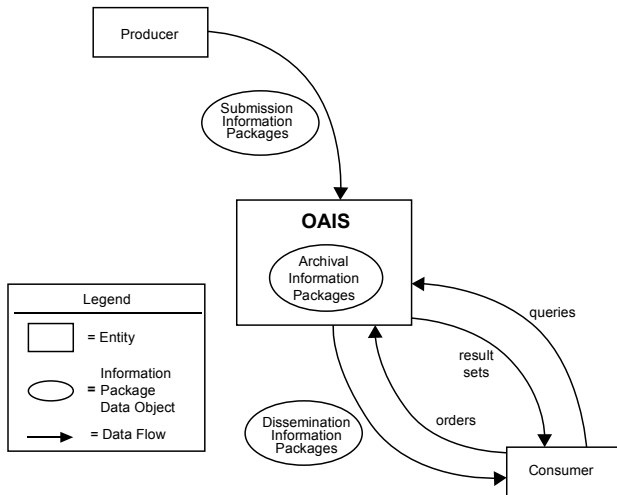 Producer
Submission
Information
Packages
OAIS
Archival
Information
Packages
queries
result
sets
orders
Dissemination
Information
Packages
Consumer
Legend
= Entity
Information
= Package
Data Object
= Data Flow